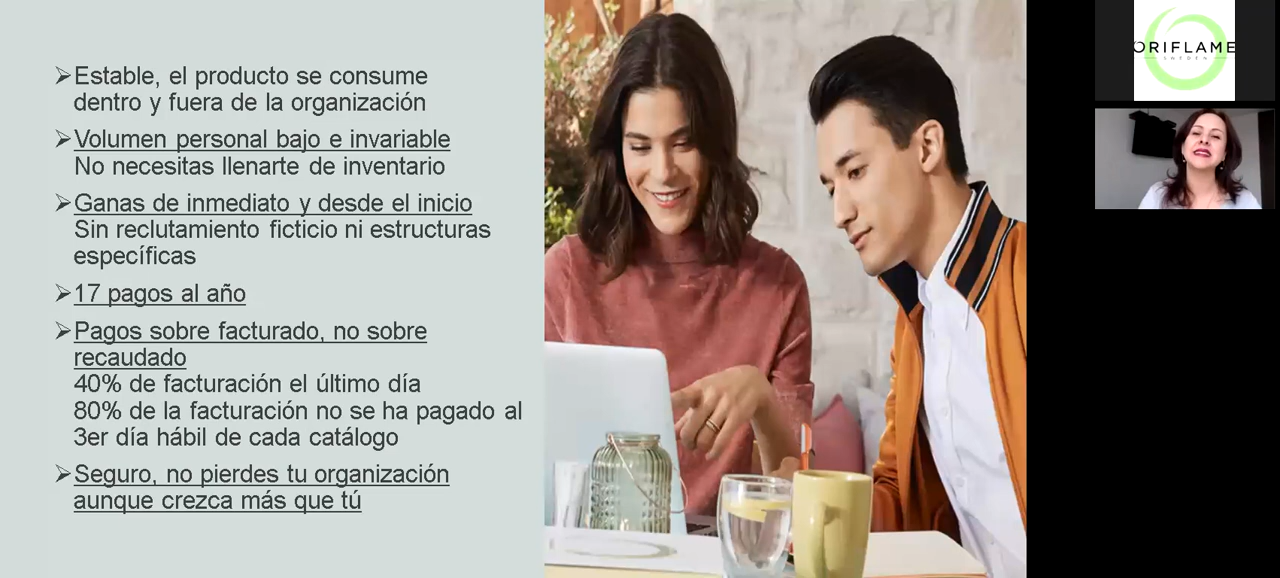 Estable, el producto se consume
dentro y fuera de la organización
Volumen personal bajo e invariable
No necesitas llenarte de inventario
Ganas de inmediato y desde el inicio
Sin reclutamiento ficticio ni estructuras
específicas
17 pagos al año
Pagos sobre facturado, no sobre
recaudado
40% de facturación el último día
80% de la facturación no se ha pagado al
3er día hábil de cada catálogo
Seguro, no pierdes tu organización
aunque crezca más que tú
ORIFLAME
SWEDEN